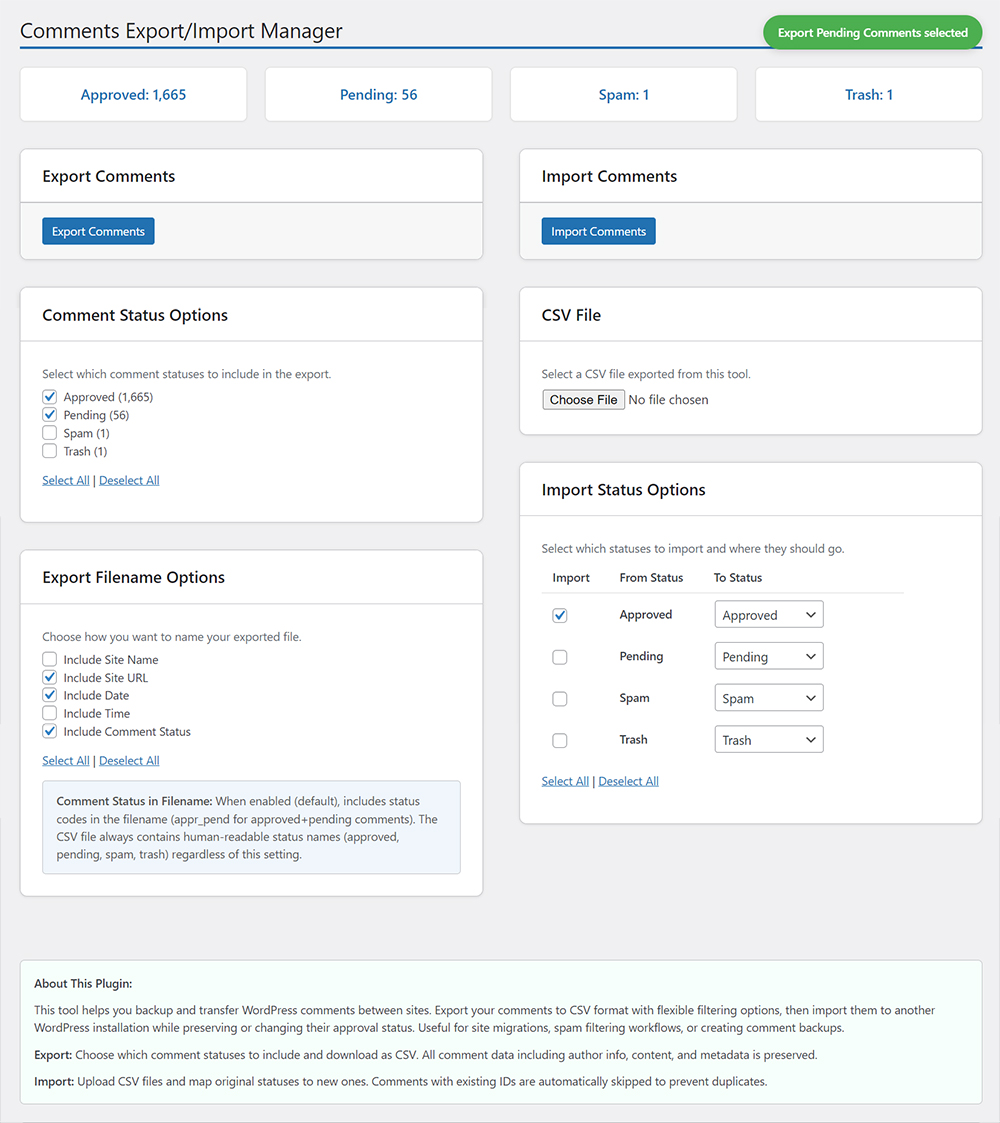 Comments Export/Import Manager
Export Pending Comments selected
Approved: 1,665
Pending: 56
Spam: 1
Trash: 1
Export Comments
Export Comments
Comment Status Options
Select which comment statuses to include in the export.
Approved (1,665)
Pending (56)
Spam (1)
Trash (1)
Select All | Deselect All
Export Filename Options
Choose how you want to name your exported file.
Include Site Name
Include Site URL
Include Date
Include Time
Include Comment Status
Select All | Deselect All
Comment Status in Filename: When enabled (default), includes status
codes in the filename (appr_pend for approved+pending comments). The
CSV file always contains human-readable status names (approved,
pending, spam, trash) regardless of this setting.
Import Comments
Import Comments
CSV File
Select a CSV file exported from this tool.
Choose File No file chosen
Import Status Options
Select which statuses to import and where they should go.
Import From Status To Status
Approved Approved
Pending Pending
Spam Spam
Trash Trash
Select All | Deselect All
About This Plugin:
This tool helps you backup and transfer WordPress comments between sites. Export your comments to CSV format with flexible filtering options, then import them to another
WordPress installation while preserving or changing their approval status. Useful for site migrations, spam filtering workflows, or creating comment backups.
Export: Choose which comment statuses to include and download as CSV. All comment data including author info, content, and metadata is preserved.
Import: Upload CSV files and map original statuses to new ones. Comments with existing IDs are automatically skipped to prevent duplicates.